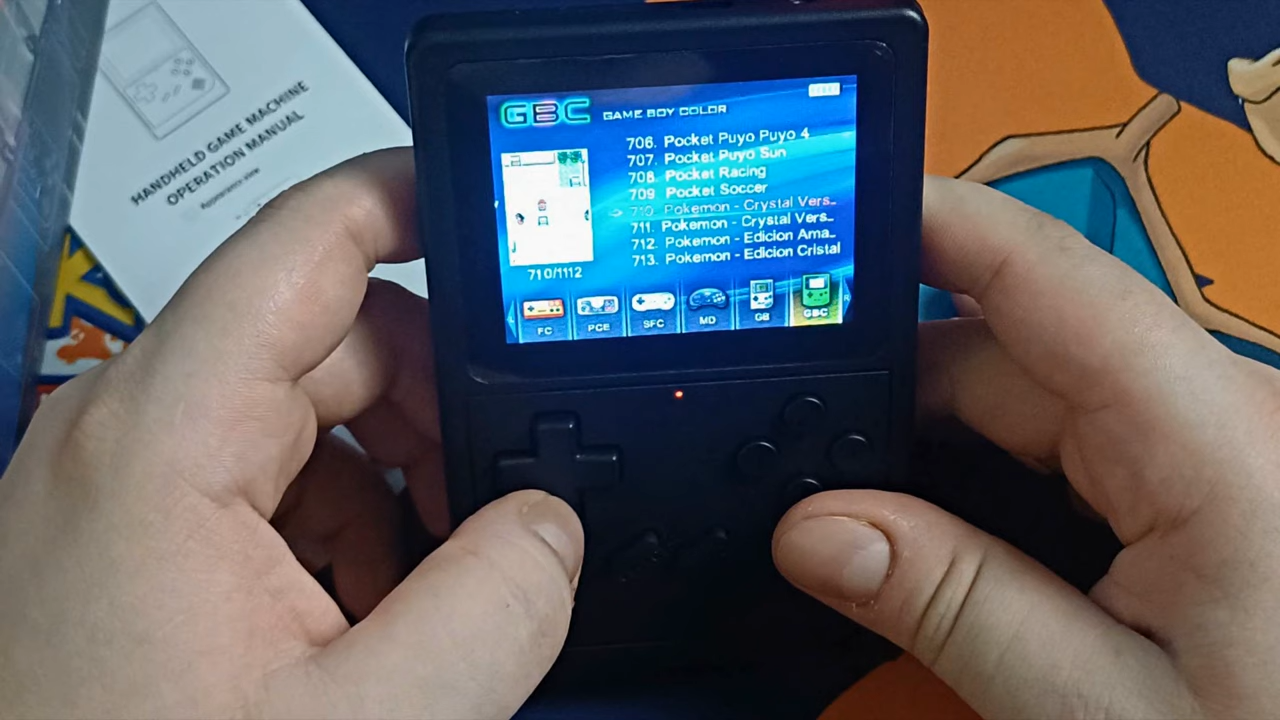 HANDHELD GAME MACHINE
OPERATION MANUAL
GBC GAME BOY COLOR
706. Pocket Puyo Puyo 4
707. Pocket Puyo Sun
708. Pocket Racing
709 Pocket Soccer
710. Pokemon - Crystal Vers..
711. Pokemon - Crystal Vers..
712. Pokemon - Edicion Ama..
713. Pokemon - Edicion Cristal
710/1112
FC PCE SFC MD GB GBC